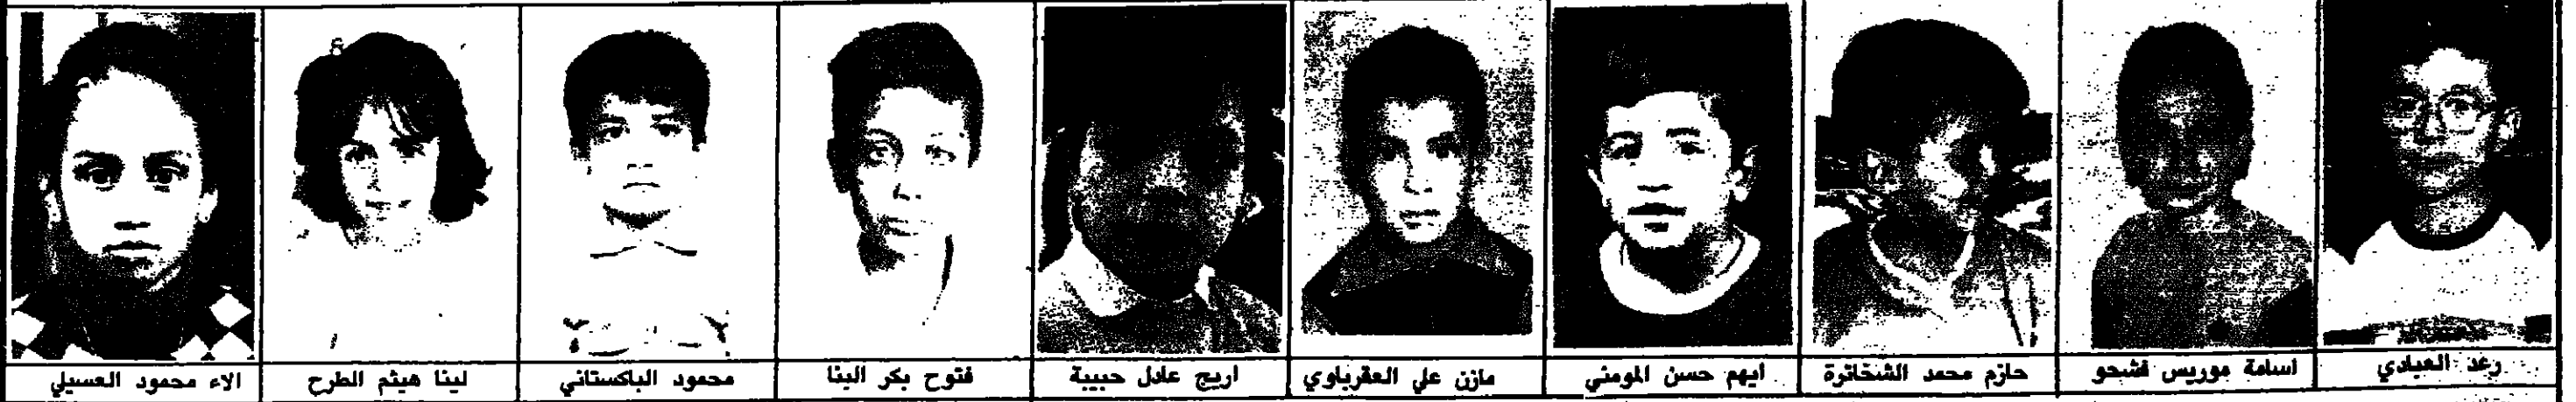 رعد العبادي
اسامة موريس قشحو
حازم محمد الشخاترة
ايهم حسن المومني
مازن علي العقرباوي
اريج عادل حبيبة
فتوح بكر البنا
محمود الباكستاني
لينا هيثم الطرح
الاء محمود العسيلي